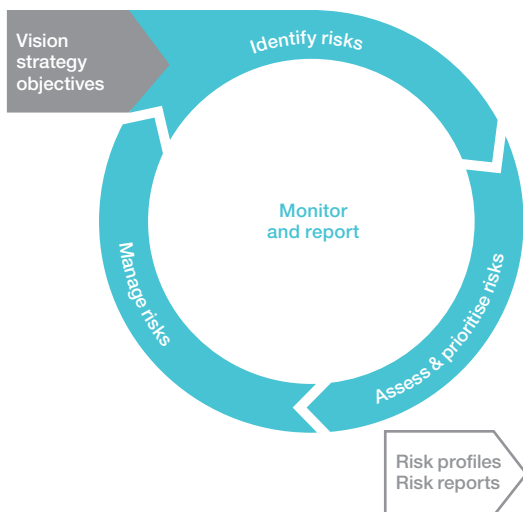 Vision
strategy
objectives
Identify risks
Monitor
and report
Manage risks
Assess & prioritise risks
Risk profiles
Risk reports